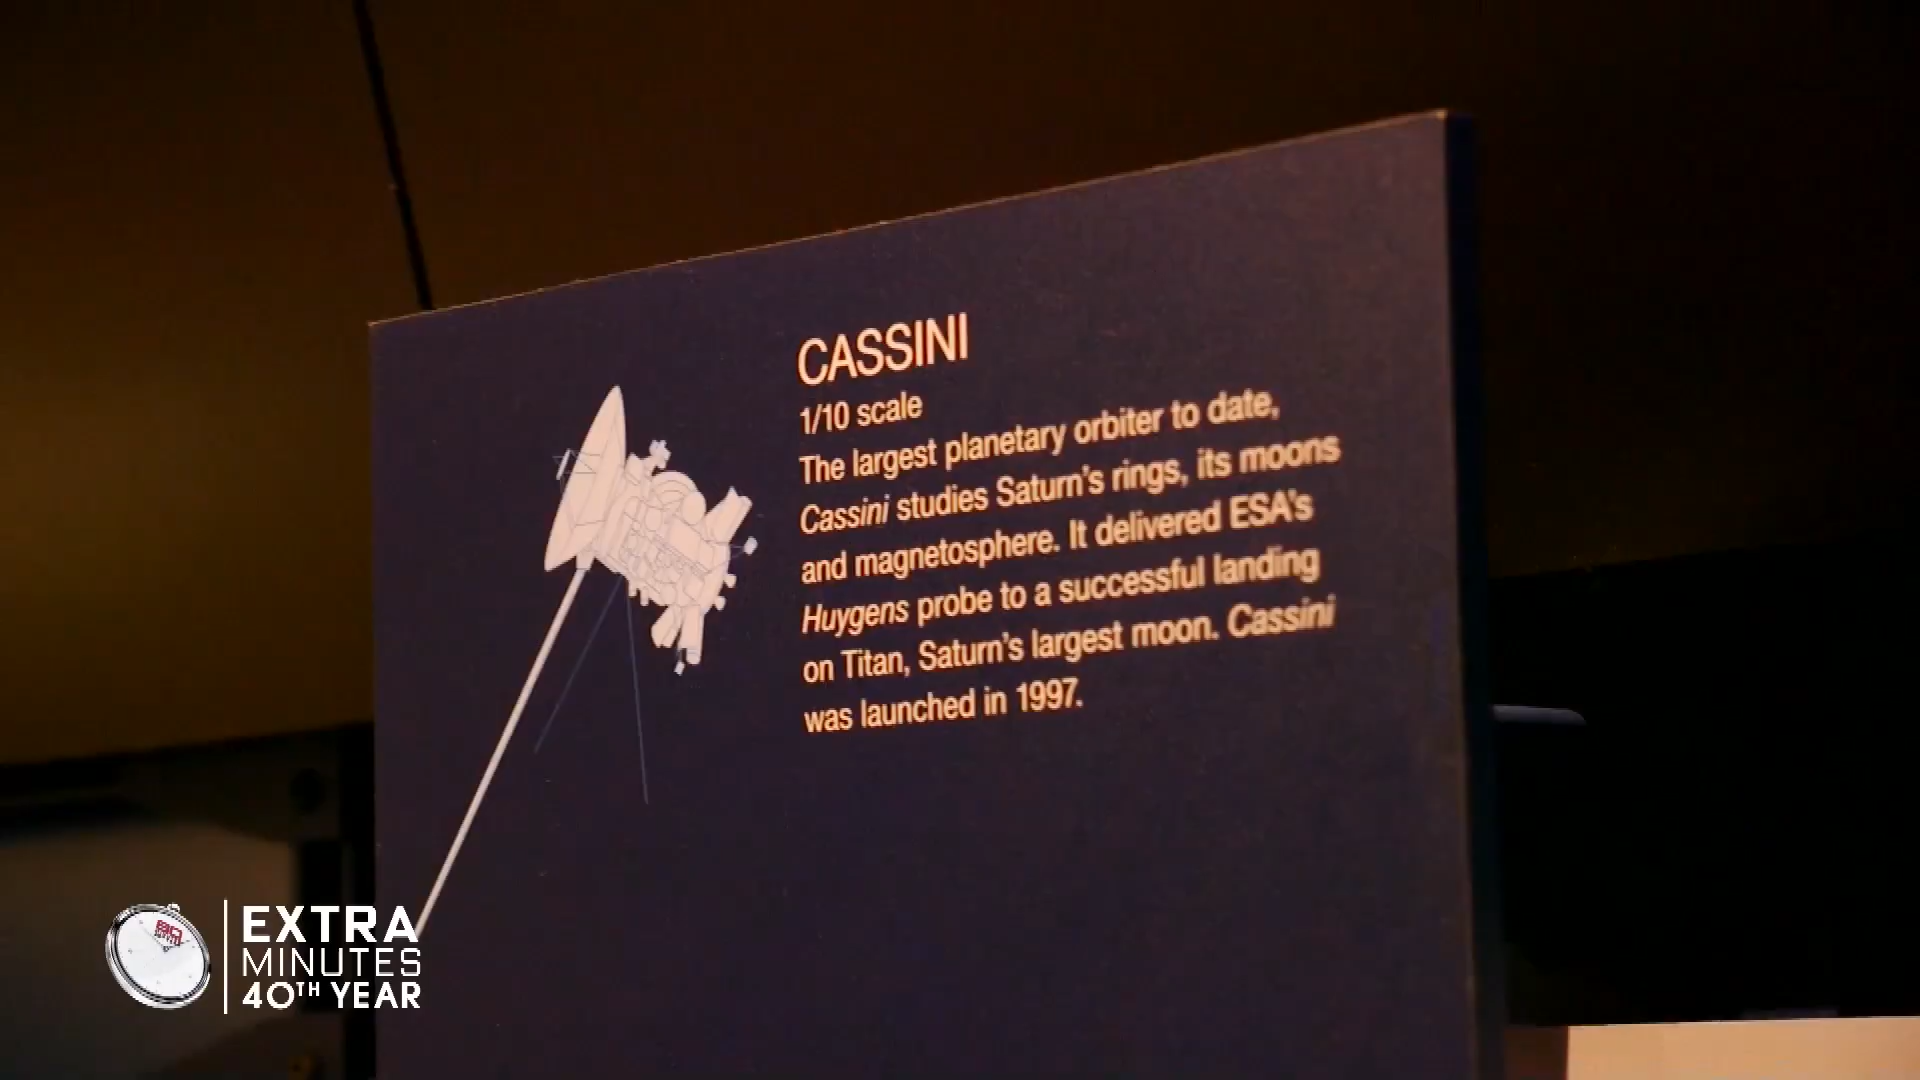 CASSINI
1/10 scale
The largest planetary orbiter to date,
Cassini studies Saturn's rings, its moons
and magnetosphere. It delivered ESA's
Huygens probe to a successful landing
on Titan, Saturn's largest moon. Cassini
was launched in 1997.
EXTRA
MINUTES
40TH YEAR